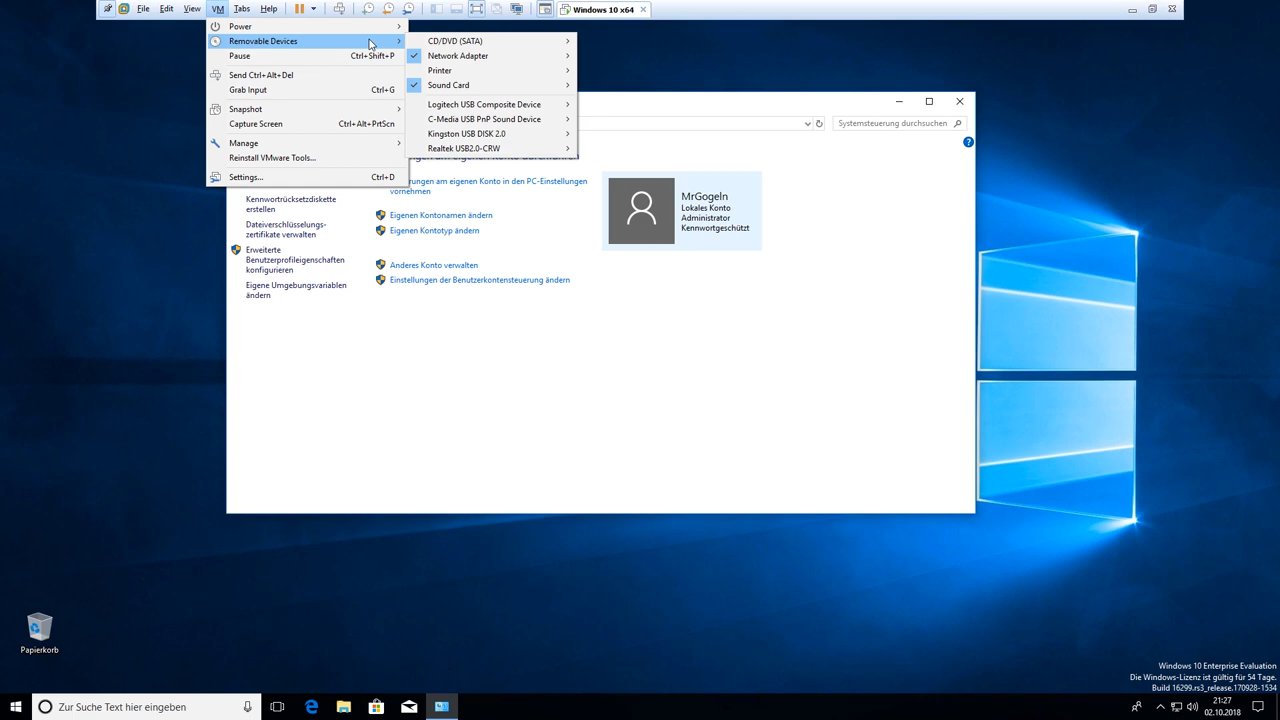 File Edit View VM Tabs Help Windows 10 x64
Power
Removable Devices
Pause Ctrl+Shift+P
Send Ctrl+Alt+Del
Grab Input Ctrl+G
Snapshot
Capture Screen Ctrl+Alt+PrtScn
Manage
Reinstall VMware Tools...
Settings... Ctrl+D
CD/DVD (SATA)
Network Adapter
Printer
Sound Card
Logitech USB Composite Device
C-Media USB PnP Sound Device
Kingston USB DISK 2.0
Realtek USB2.0-CRW
Systemsteuerung durchsuchen
am eigenen Konto in den PC-Einstellungen
vornehmen
Eigenen Kontonamen ändern
Eigenen Kontotyp ändern
Anderes Konto verwalten
Einstellungen der Benutzerkontensteuerung ändern
Kennwortrücksetzdiskette
erstellen
Dateiverschlüsselungs-
zertifikate verwalten
Erweiterte
Benutzerprofileigenschaften
konfigurieren
Eigene Umgebungsvariablen
ändern
MrGogeln
Lokales Konto
Administrator
Kennwortgeschützt
Papierkorb
Windows 10 Enterprise Evaluation
Die Windows-Lizenz ist gültig für 54 Tage.
Build 16299.rs3_release.170928-1534
Zur Suche Text hier eingeben
21:27
02.10.2018